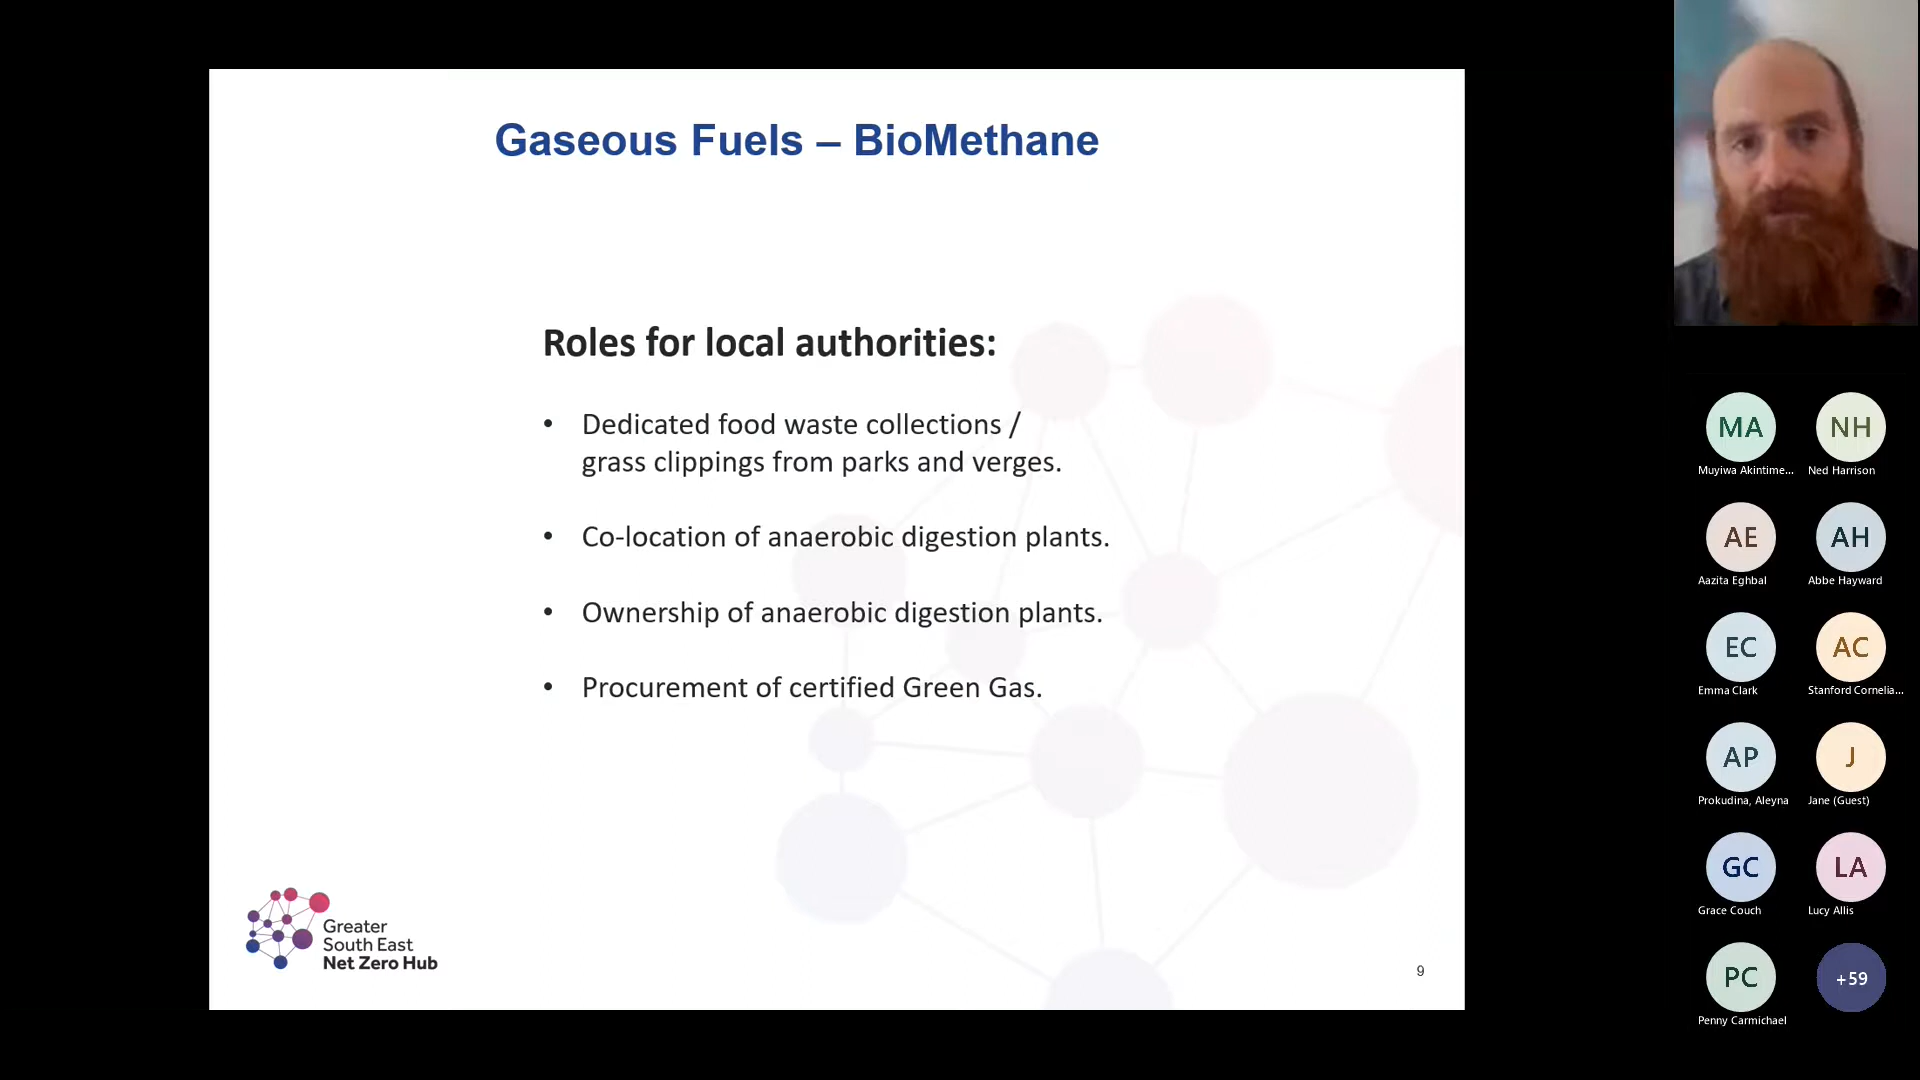 Gaseous Fuels – BioMethane
Roles for local authorities:
• Dedicated food waste collections /
grass clippings from parks and verges.
• Co-location of anaerobic digestion plants.
• Ownership of anaerobic digestion plants.
• Procurement of certified Green Gas.
Greater
South East
Net Zero Hub
9
MA
NH
Muyiwa Akintime...
Ned Harrison
AE
AH
Aazita Eghbal
Abbe Hayward
EC
AC
Emma Clark
Stanford Cornelia...
AP
J
Prokudina, Aleyna
Jane (Guest)
GC
LA
Grace Couch
Lucy Allis
PC
+59
Penny Carmichael